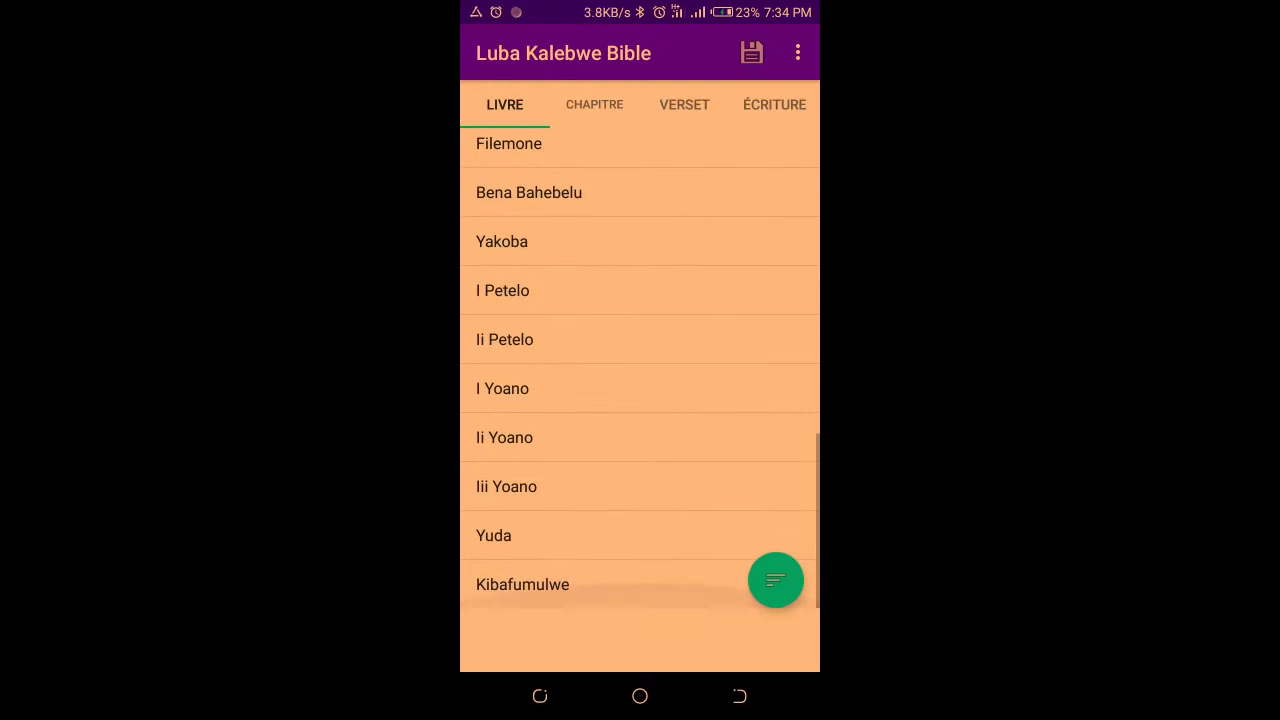 3.8KB/s 23% 7:34 PM
Luba Kalebwe Bible
LIVRE CHAPITRE VERSET ÉCRITURE
Filemone
Bena Bahebelu
Yakoba
I Petelo
Ii Petelo
I Yoano
Ii Yoano
Iii Yoano
Yuda
Kibafumulwe